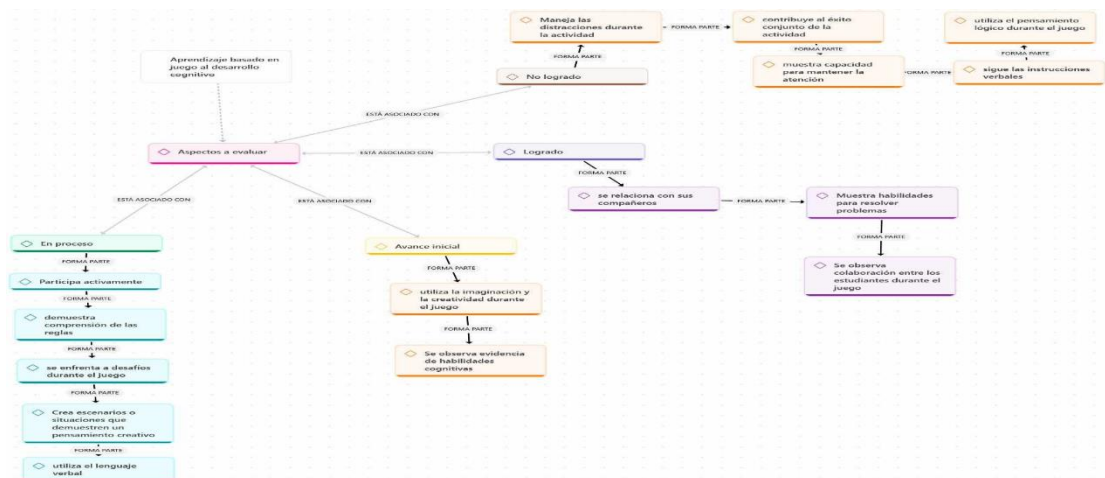 Maneja las
distracciones durante
la actividad
FORMA PARTE
contribuye al éxito
conjunto de la
actividad
utiliza el pensamiento
lógico durante el juego
FORMA PARTE
FORMA PARTE
FORMA PARTE
muestra capacidad
para mantener la
atención
FORMA PARTE
sigue las instrucciones
verbales
Aprendizaje basado en
juego al desarrollo
cognitivo
No logrado
ESTÁ ASOCIADO CON
Aspectos a evaluar
ESTÁ ASOCIADO CON
Logrado
FORMA PARTE
se relaciona con sus
compañeros
FORMA PARTE
Muestra habilidades
para resolver
problemas
FORMA PARTE
Se observa
colaboración entre los
estudiantes durante el
juego
ESTÁ ASOCIADO CON
ESTÁ ASOCIADO CON
En proceso
FORMA PARTE
Participa activamente
FORMA PARTE
demuestra
comprensión de las
reglas
FORMA PARTE
se enfrenta a desafíos
durante el juego
FORMA PARTE
Crea escenarios o
situaciones que
demuestren un
pensamiento creativo
FORMA PARTE
utiliza el lenguaje
verbal
Avance inicial
FORMA PARTE
utiliza la imaginación y
la creatividad durante
el juego
FORMA PARTE
Se observa evidencia
de habilidades
cognitivas